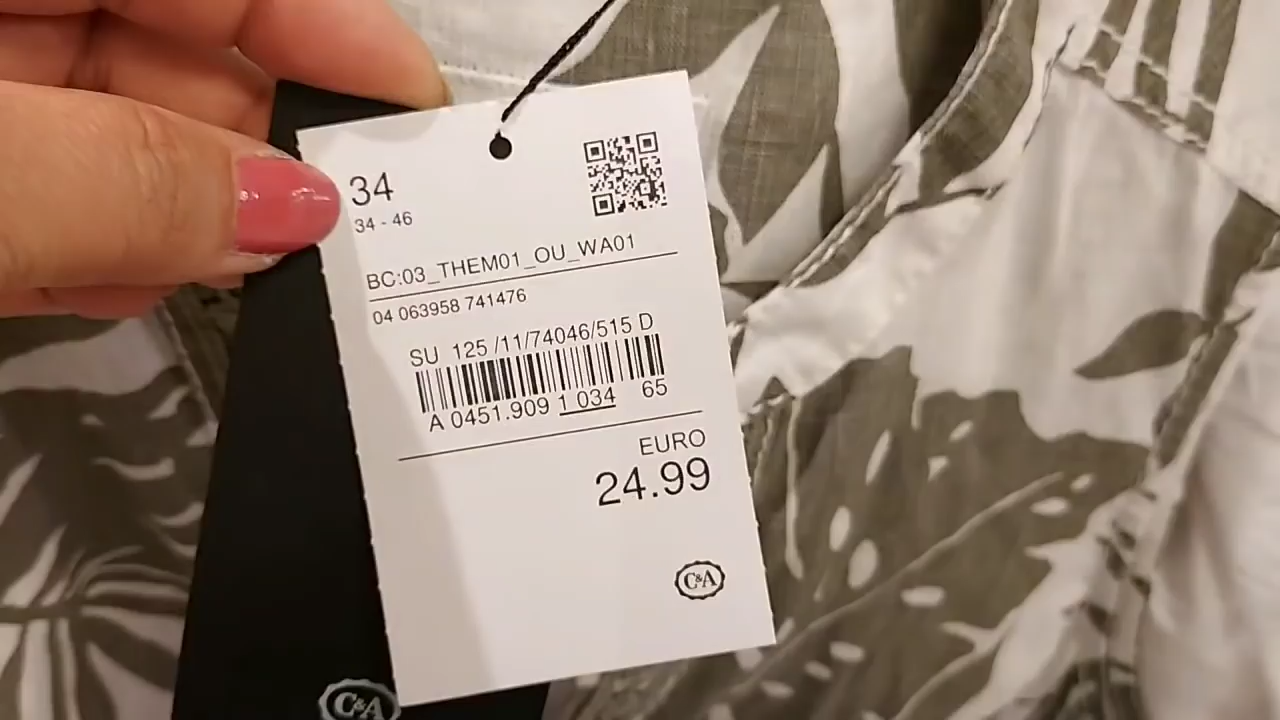 34
34 - 46
BC:03_THEM01_OU_WA01
04 063958 741476
SU 125 /11/74046/515 D
A 0451.909 1 034 65
EURO
24.99
C&A
C&A